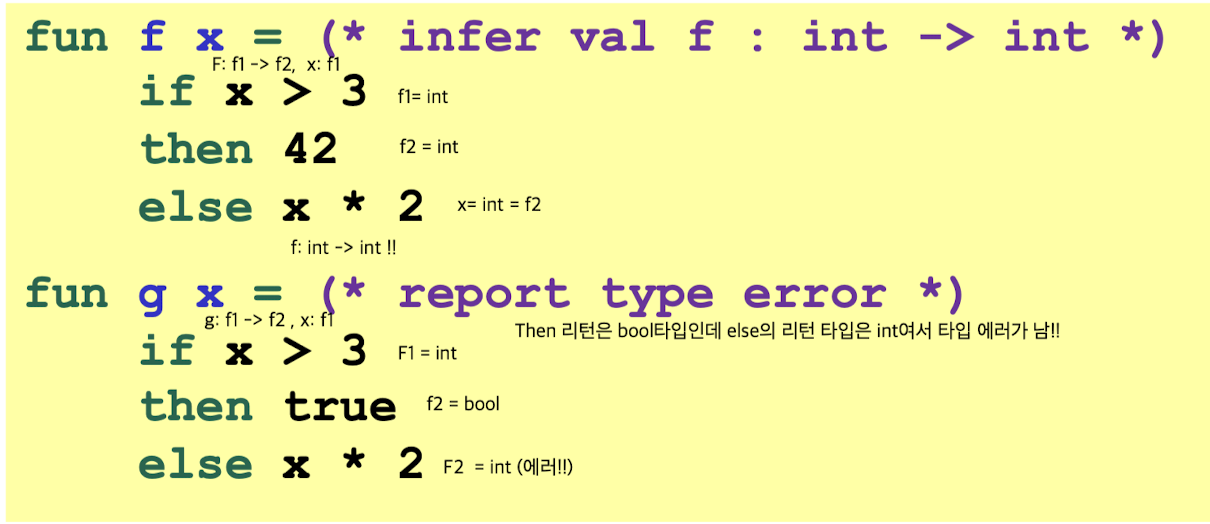 fun f x = (* infer val f : int -> int *)
F: f1 -> f2, x: f1
if x > 3 f1= int
then 42 f2 = int
else x * 2 x= int = f2
f: int -> int !!
fun g x = (* report type error *)
g: f1 -> f2 , x: f1
Then 리턴은 bool타입인데 else의 리턴 타입은 int여서 타입 에러가 남!!
if x > 3 F1 = int
then true f2 = bool
else x * 2 F2 = int (에러!!)